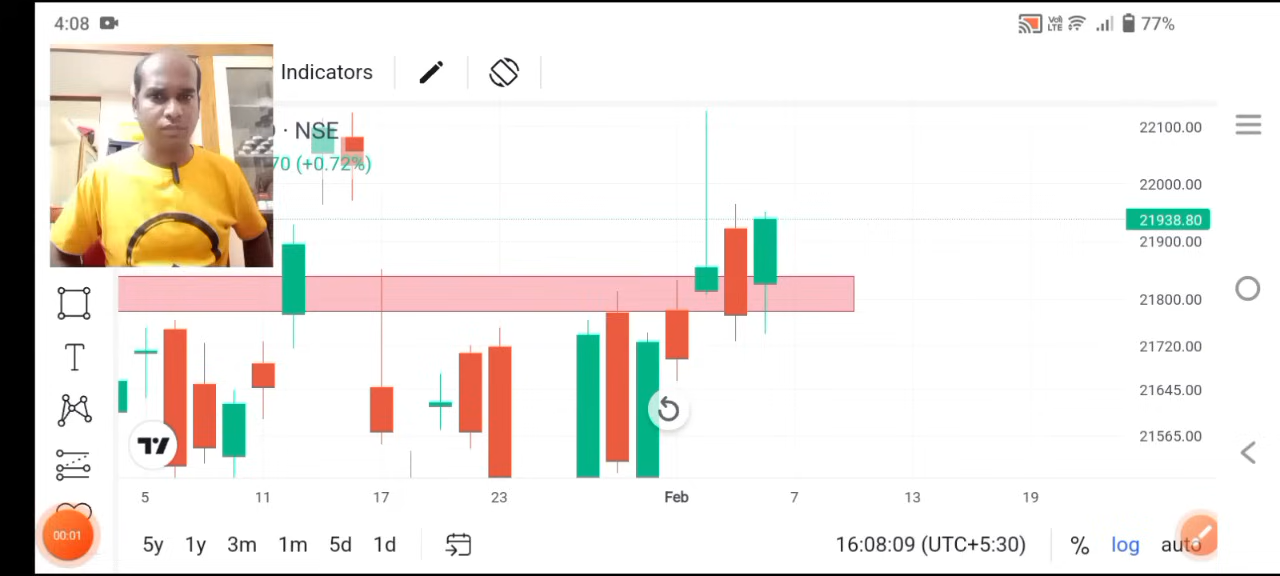 4:08
Vo)
LTE
77%
Indicators
· NSE
70 (+0.72%)
22100.00
22000.00
21938.80
21900.00
21800.00
21720.00
21645.00
21565.00
T
5 11 17 23 Feb 7 13 19
00:01
5y 1y 3m 1m 5d 1d
16:08:09 (UTC+5:30)
% log auto